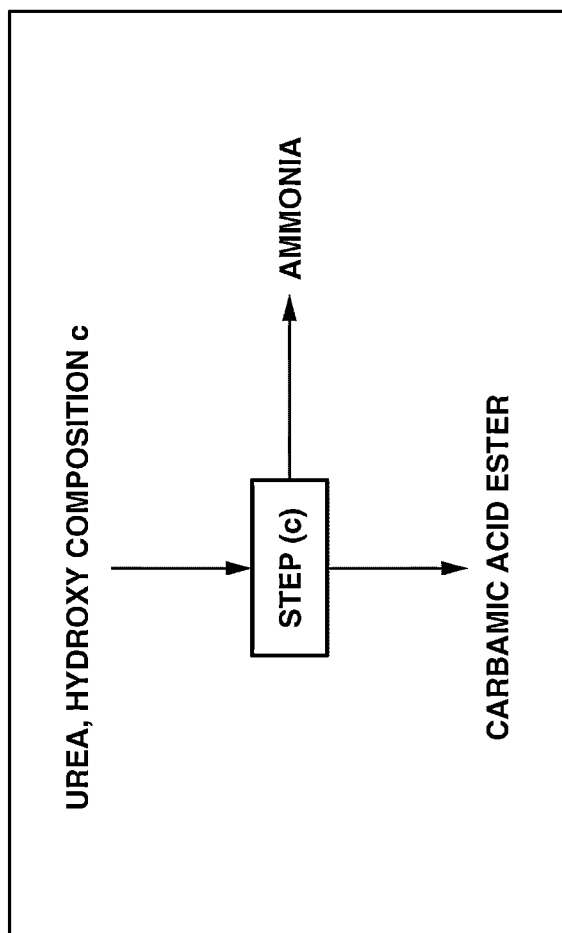 UREA, HYDROXY COMPOSITION c
STEP (c)
AMMONIA
CARBAMIC ACID ESTER